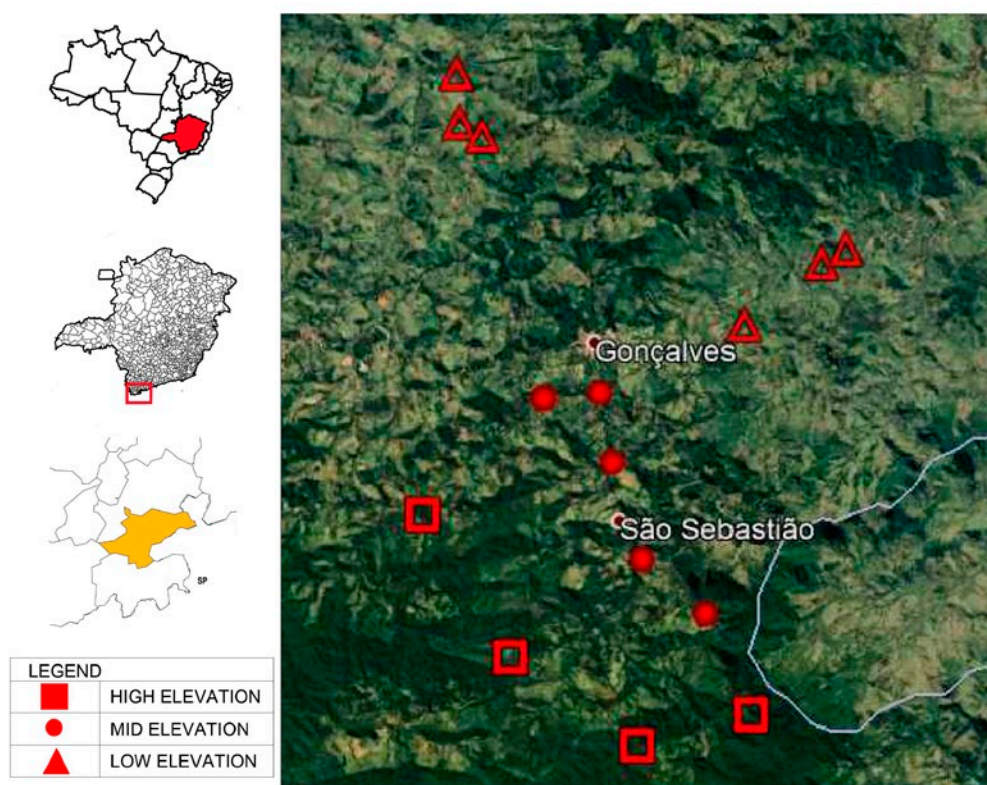 Gonçalves
São Sebastião
SP
LEGEND
HIGH ELEVATION
MID ELEVATION
LOW ELEVATION